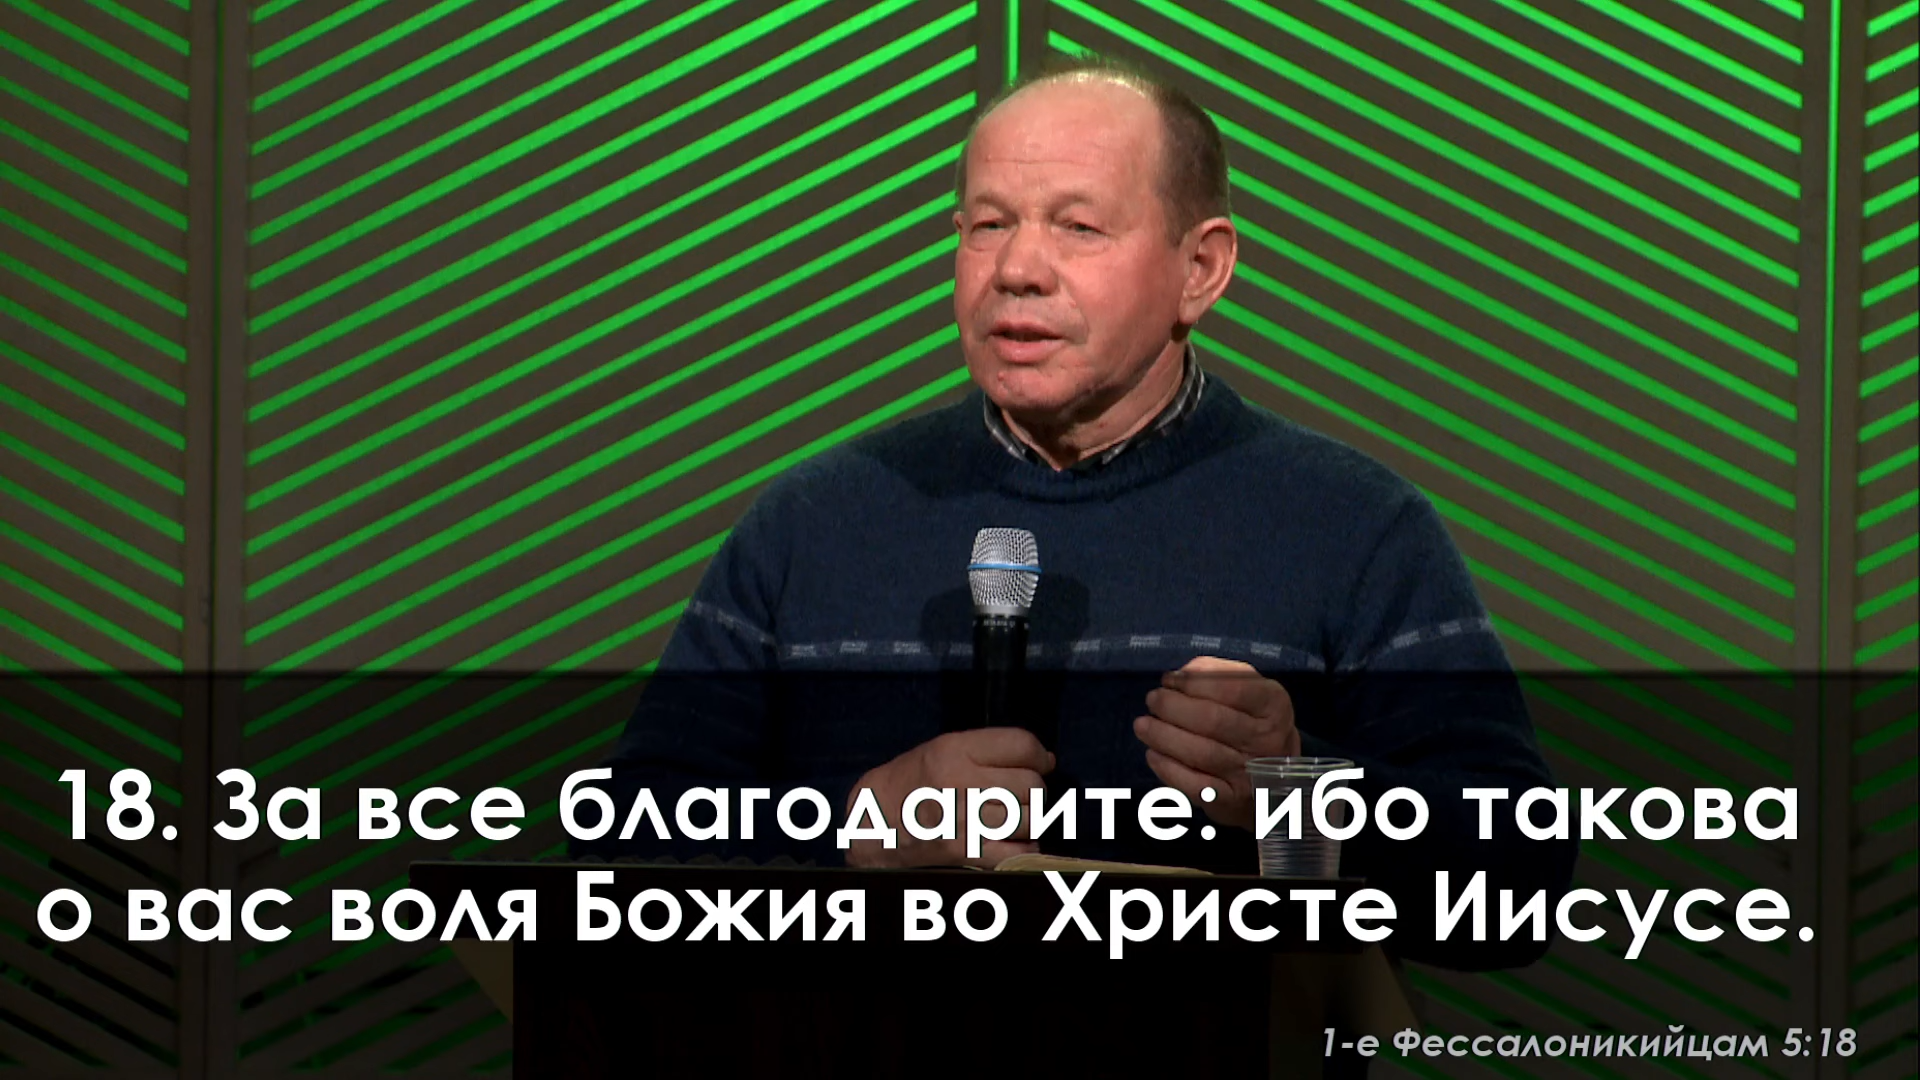 18. За все благодарите: ибо такова
о вас воля Божия во Христе Иисусе.
1-е Фессалоникийцам 5:18